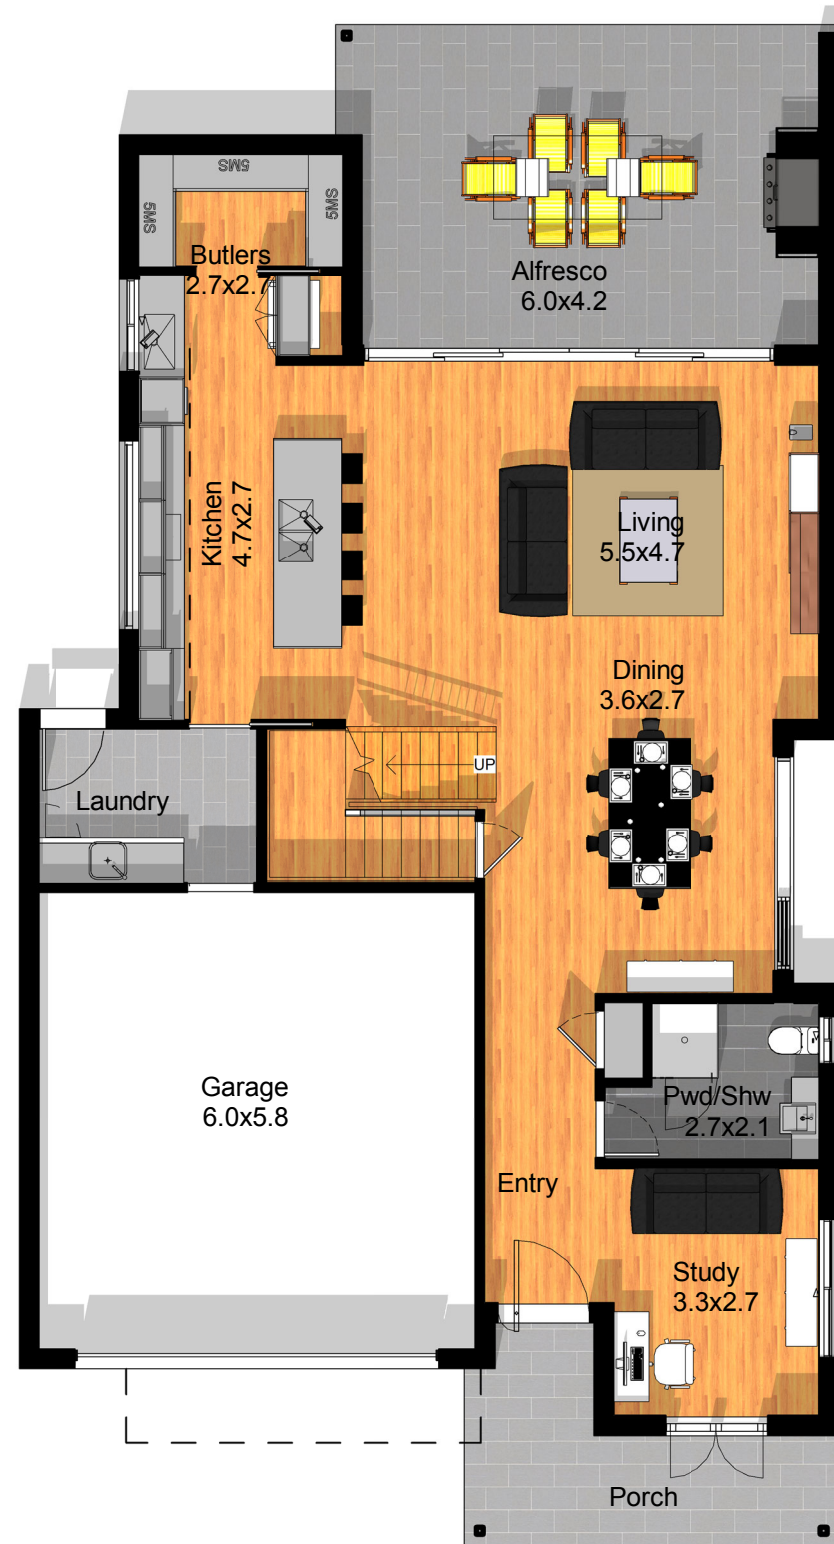 5MS
5MS
5MS
Butlers
2.7x2.7
Alfresco
6.0x4.2
Kitchen
4.7x2.7
Living
5.5x4.7
Dining
3.6x2.7
UP
Laundry
Garage
6.0x5.8
Pwd/Shw
2.7x2.1
Entry
Study
3.3x2.7
Porch